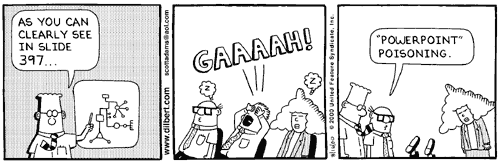 AS YOU CAN
CLEARLY SEE
IN SLIDE
397...
www.dilbert.com
scottadams@aol.com
GAAAAH!
Z
Z
© 2000 United Feature Syndicate, Inc.
"POWERPOINT"
POISONING.